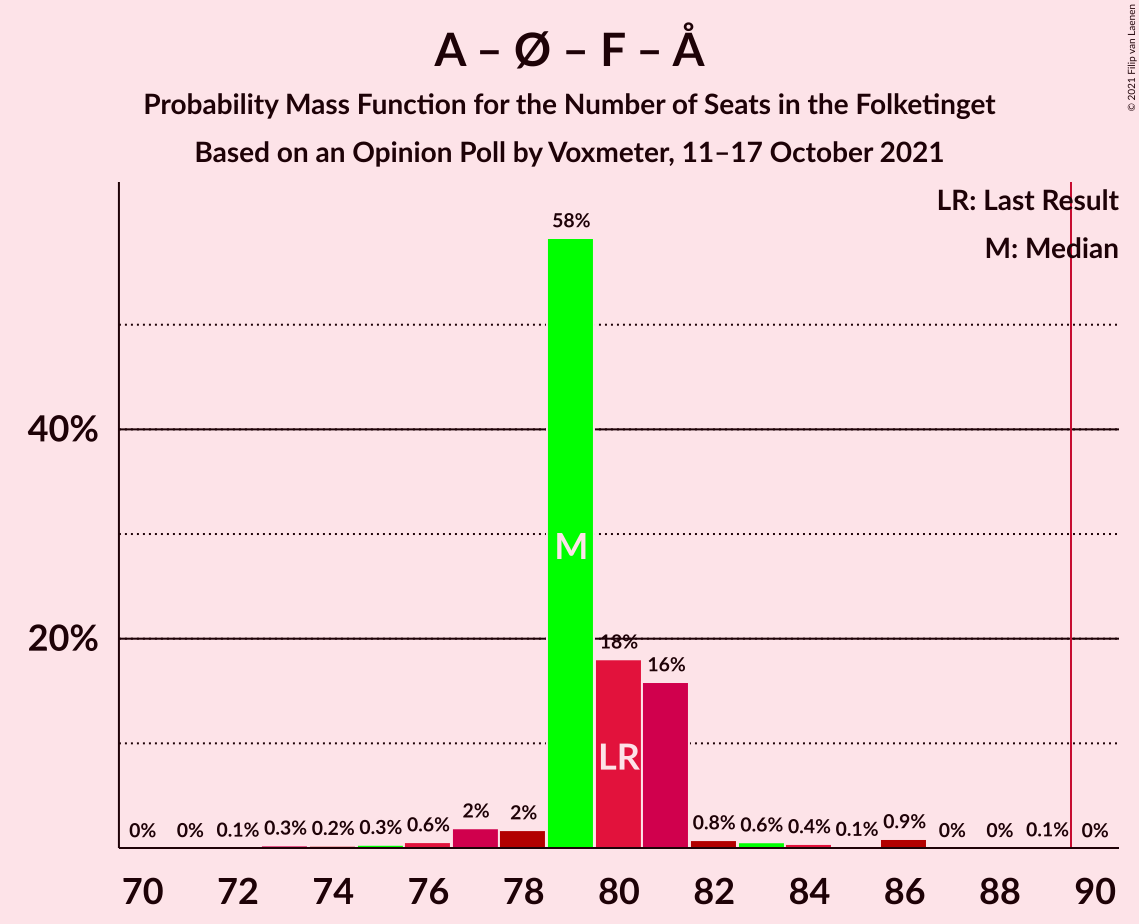 A – Ø – F – Å
Probability Mass Function for the Number of Seats in the Folketinget
Based on an Opinion Poll by Voxmeter, 11–17 October 2021
© 2021 Filip van Laenen
LR: Last Result
M: Median
58%
40%
M
20%
18%
16%
LR
0% 0% 0.1% 0.3% 0.2% 0.3% 0.6% 2% 2% 0.8% 0.6% 0.4% 0.1% 0.9% 0% 0% 0.1% 0%
70 72 74 76 78 80 82 84 86 88 90